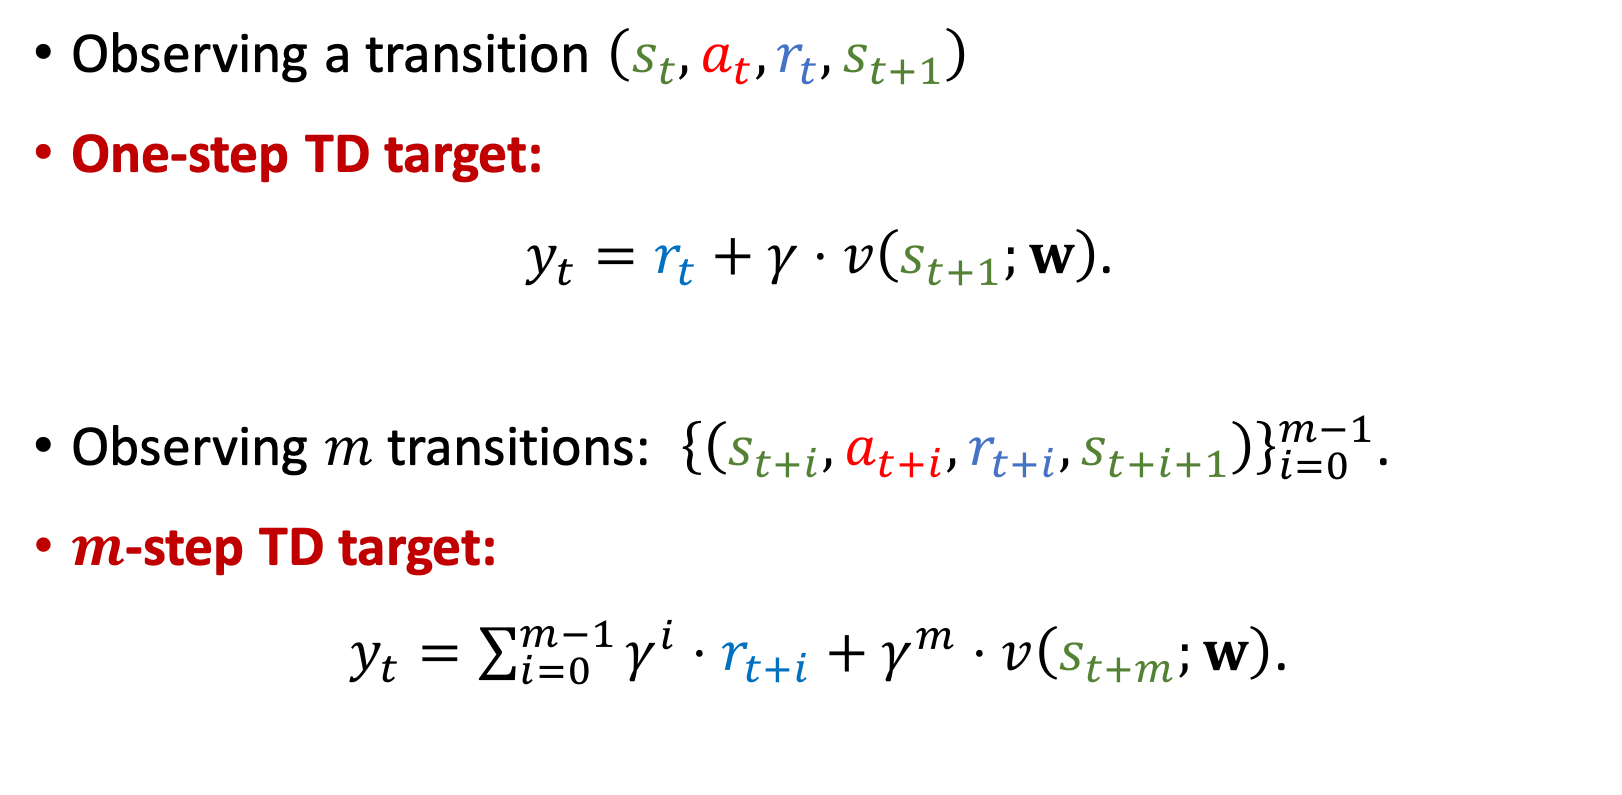 • Observing a transition (s_t, a_t, r_t, s_{t+1})
• One-step TD target:
y_t = r_t + γ · v(s_{t+1}; w).
• Observing m transitions: {(s_{t+i}, a_{t+i}, r_{t+i}, s_{t+i+1})}_{i=0}^{m−1}.
• m-step TD target:
y_t = ∑_{i=0}^{m−1} γ^i · r_{t+i} + γ^m · v(s_{t+m}; w).